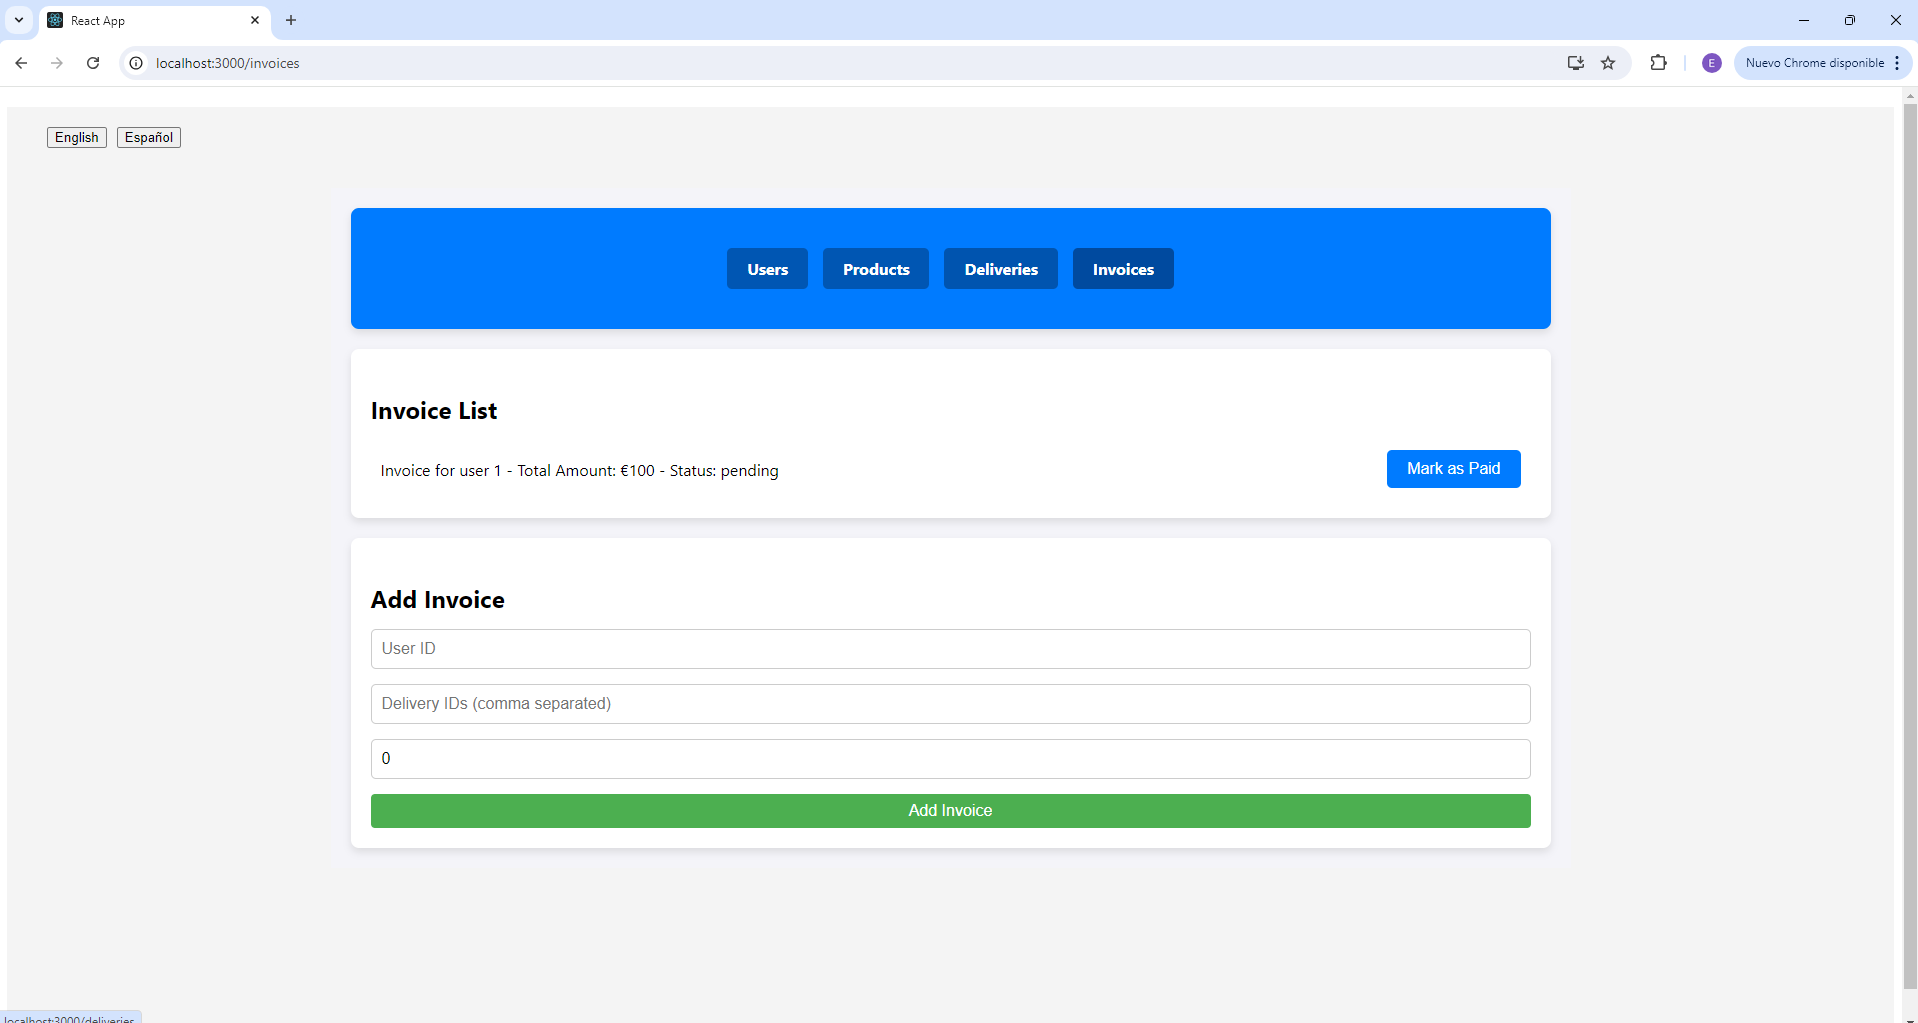 React App
localhost:3000/invoices
E
Nuevo Chrome disponible
English
Español
Users
Products
Deliveries
Invoices
Invoice List
Invoice for user 1 - Total Amount: €100 - Status: pending
Mark as Paid
Add Invoice
User ID
Delivery IDs (comma separated)
0
Add Invoice
localhost:3000/deliveries